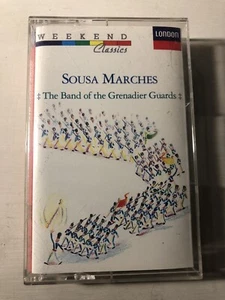 WEEKEND
Classics
LONDON
SOUSA MARCHES
‡ The Band of the Grenadier Guards ‡